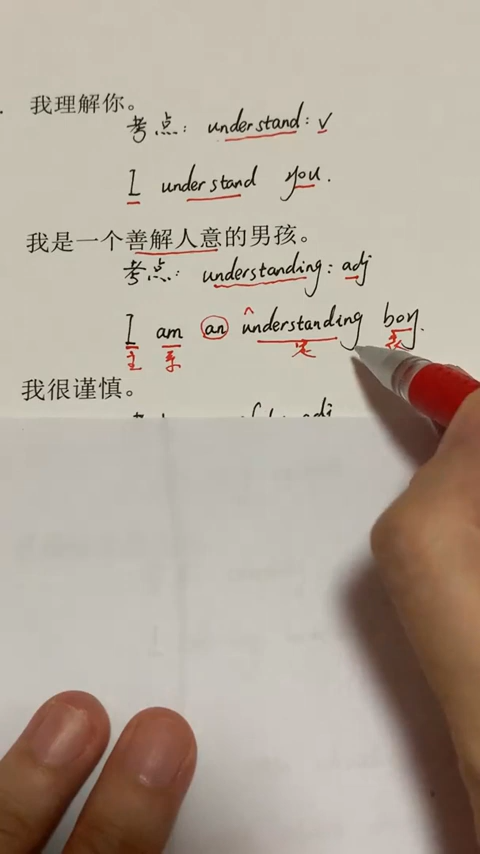 我理解你。
考点: understand: v
I understand you.
我是一个善解人意的男孩。
考点: understanding: adj
I am an understanding boy.
主 系 定 表
我很谨慎。
adj